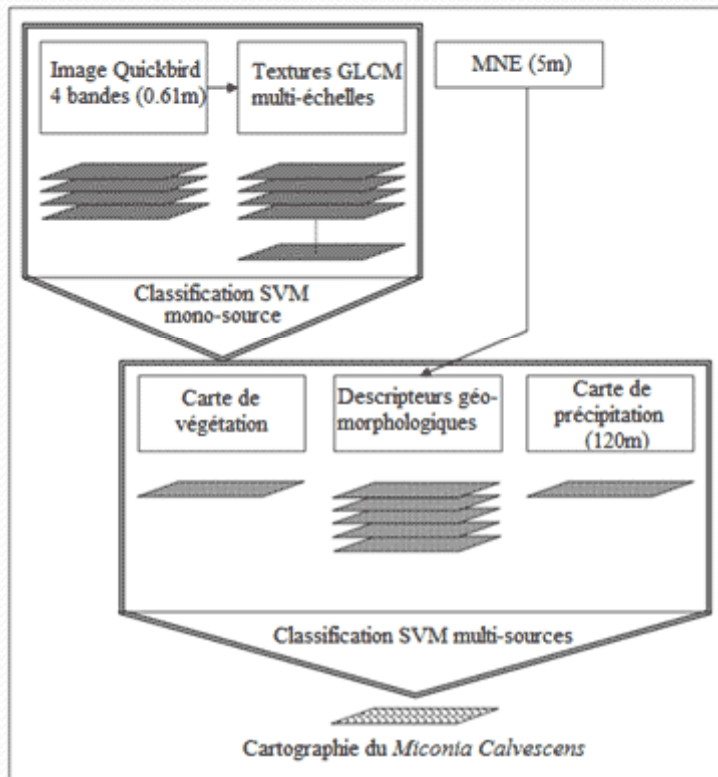 Image Quickbird
4 bandes (0.61m)
Textures GLCM
multi-échelles
MNE (5m)
Classification SVM
mono-source
Carte de
végétation
Descripteurs géo-
morphologiques
Carte de
précipitation
(120m)
Classification SVM multi-sources
Cartographie du Miconia Calvescens